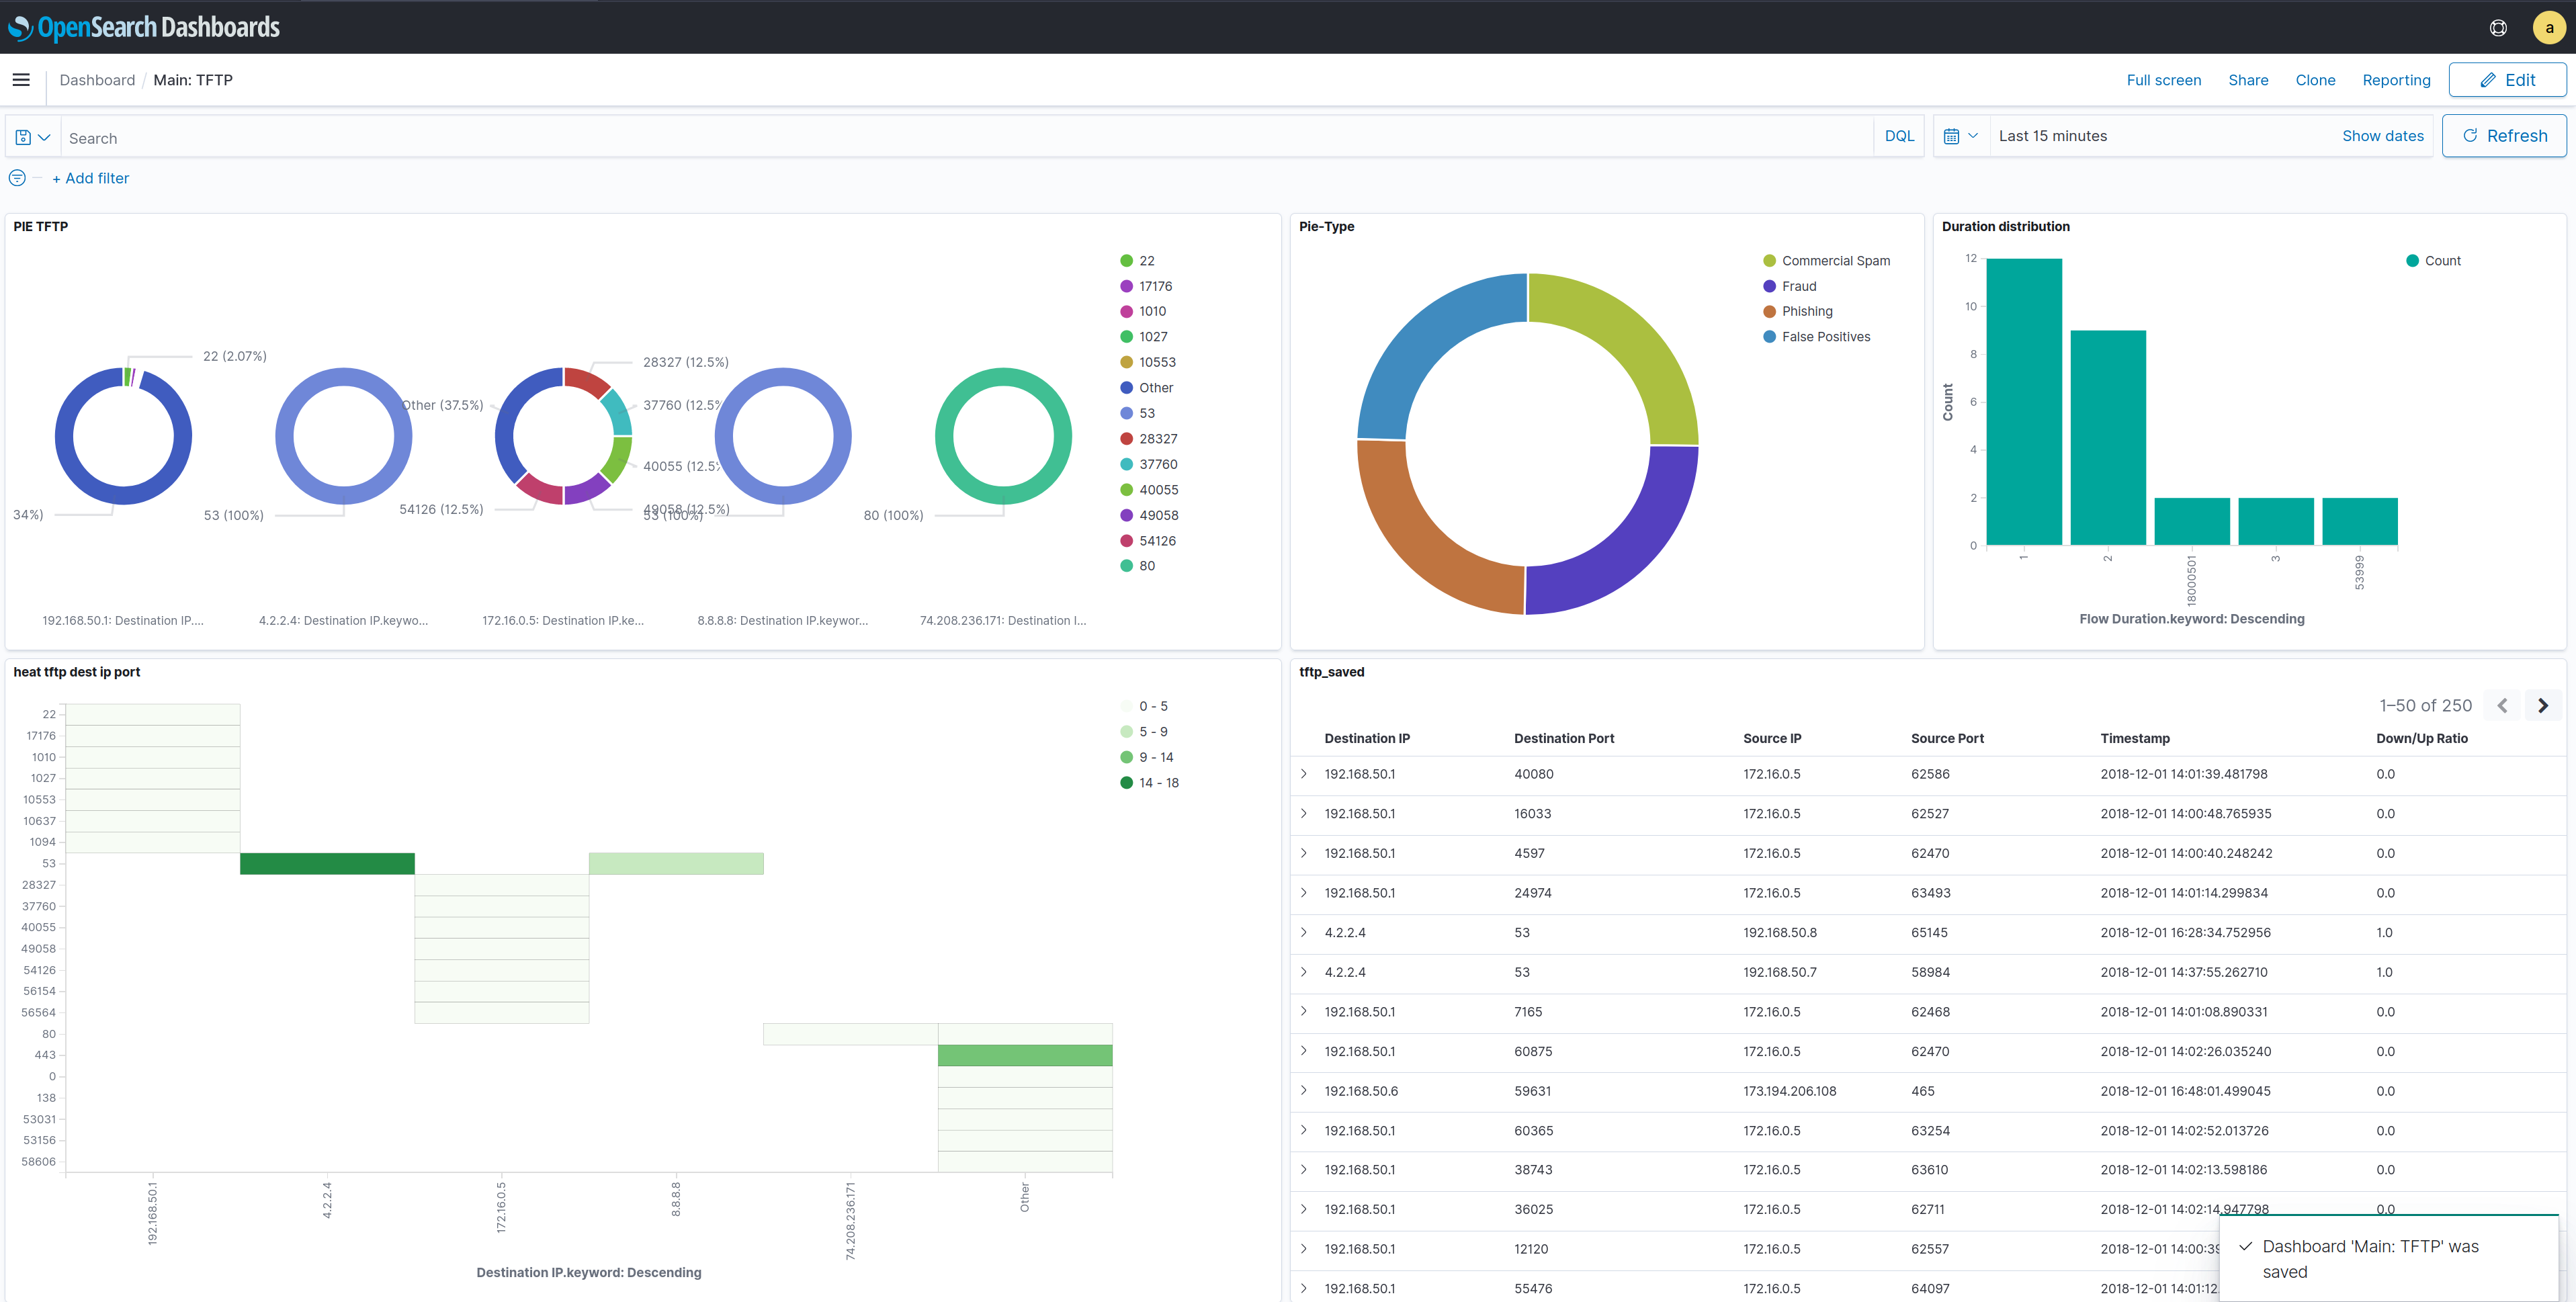 OpenSearch Dashboards
a
Dashboard / Main: TFTP
Full screen Share Clone Reporting Edit
Search
DQL
Last 15 minutes
Show dates
Refresh
+ Add filter
PIE TFTP
22 (2.07%)
34%)
53 (100%)
Other (37.5%)
28327 (12.5%)
37760 (12.5%
40055 (12.5%
49058 (12.5%)
54126 (12.5%)
53 (100%)
80 (100%)
22
17176
1010
1027
10553
Other
53
28327
37760
40055
49058
54126
80
192.168.50.1: Destination IP....
4.2.2.4: Destination IP.keywo...
172.16.0.5: Destination IP.ke...
8.8.8.8: Destination IP.keywor...
74.208.236.171: Destination I...
Pie-Type
Commercial Spam
Fraud
Phishing
False Positives
Duration distribution
Count
12
10
8
6
4
2
0
Count
1
2
18000501
3
53999
Flow Duration.keyword: Descending
heat tftp dest ip port
0 - 5
5 - 9
9 - 14
14 - 18
22
17176
1010
1027
10553
10637
1094
53
28327
37760
40055
49058
54126
56154
56564
80
443
0
138
53031
53156
58606
192.168.50.1
4.2.2.4
172.16.0.5
8.8.8.8
74.208.236.171
Other
Destination IP.keyword: Descending
tftp_saved
1–50 of 250
Destination IP Destination Port Source IP Source Port Timestamp Down/Up Ratio
192.168.50.1 40080 172.16.0.5 62586 2018-12-01 14:01:39.481798 0.0
192.168.50.1 16033 172.16.0.5 62527 2018-12-01 14:00:48.765935 0.0
192.168.50.1 4597 172.16.0.5 62470 2018-12-01 14:00:40.248242 0.0
192.168.50.1 24974 172.16.0.5 63493 2018-12-01 14:01:14.299834 0.0
4.2.2.4 53 192.168.50.8 65145 2018-12-01 16:28:34.752956 1.0
4.2.2.4 53 192.168.50.7 58984 2018-12-01 14:37:55.262710 1.0
192.168.50.1 7165 172.16.0.5 62468 2018-12-01 14:01:08.890331 0.0
192.168.50.1 60875 172.16.0.5 62470 2018-12-01 14:02:26.035240 0.0
192.168.50.6 59631 173.194.206.108 465 2018-12-01 16:48:01.499045 0.0
192.168.50.1 60365 172.16.0.5 63254 2018-12-01 14:02:52.013726 0.0
192.168.50.1 38743 172.16.0.5 63610 2018-12-01 14:02:13.598186 0.0
192.168.50.1 36025 172.16.0.5 62711 2018-12-01 14:02:14.947798 0.0
192.168.50.1 12120 172.16.0.5 62557 2018-12-01 14:00:39
192.168.50.1 55476 172.16.0.5 64097 2018-12-01 14:01:12
Dashboard 'Main: TFTP' was
saved